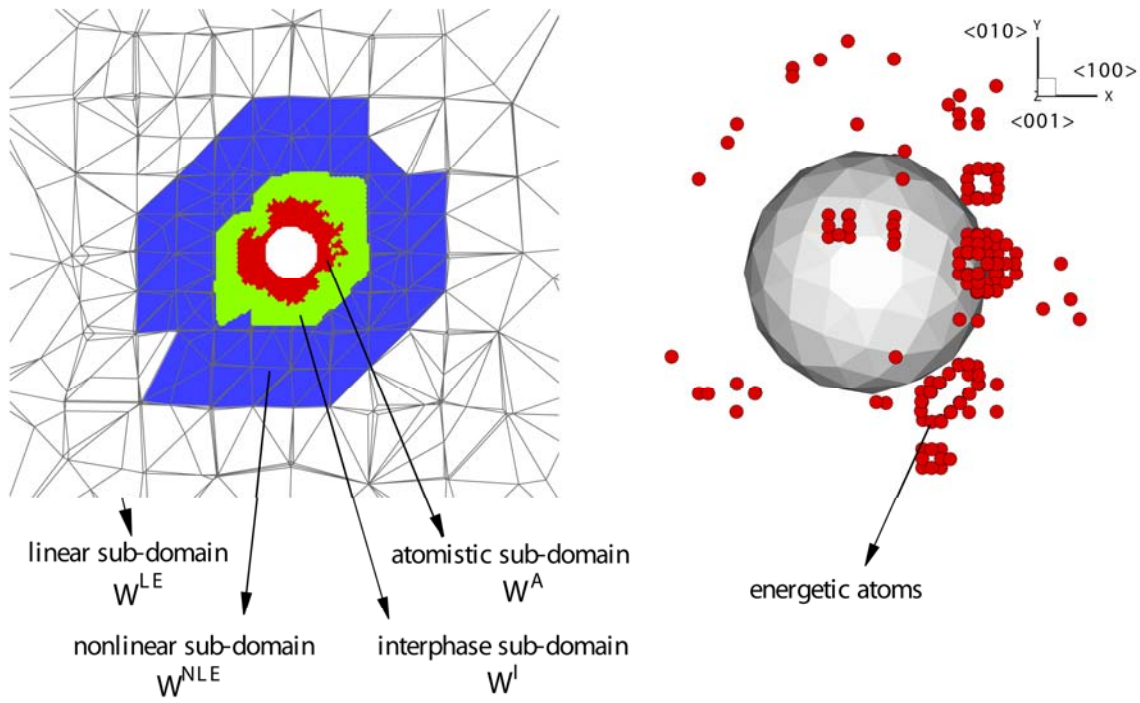 <010>
Y
<100>
Z
X
<001>
linear sub-domain
W^LE
atomistic sub-domain
W^A
energetic atoms
nonlinear sub-domain
W^NLE
interphase sub-domain
W^I